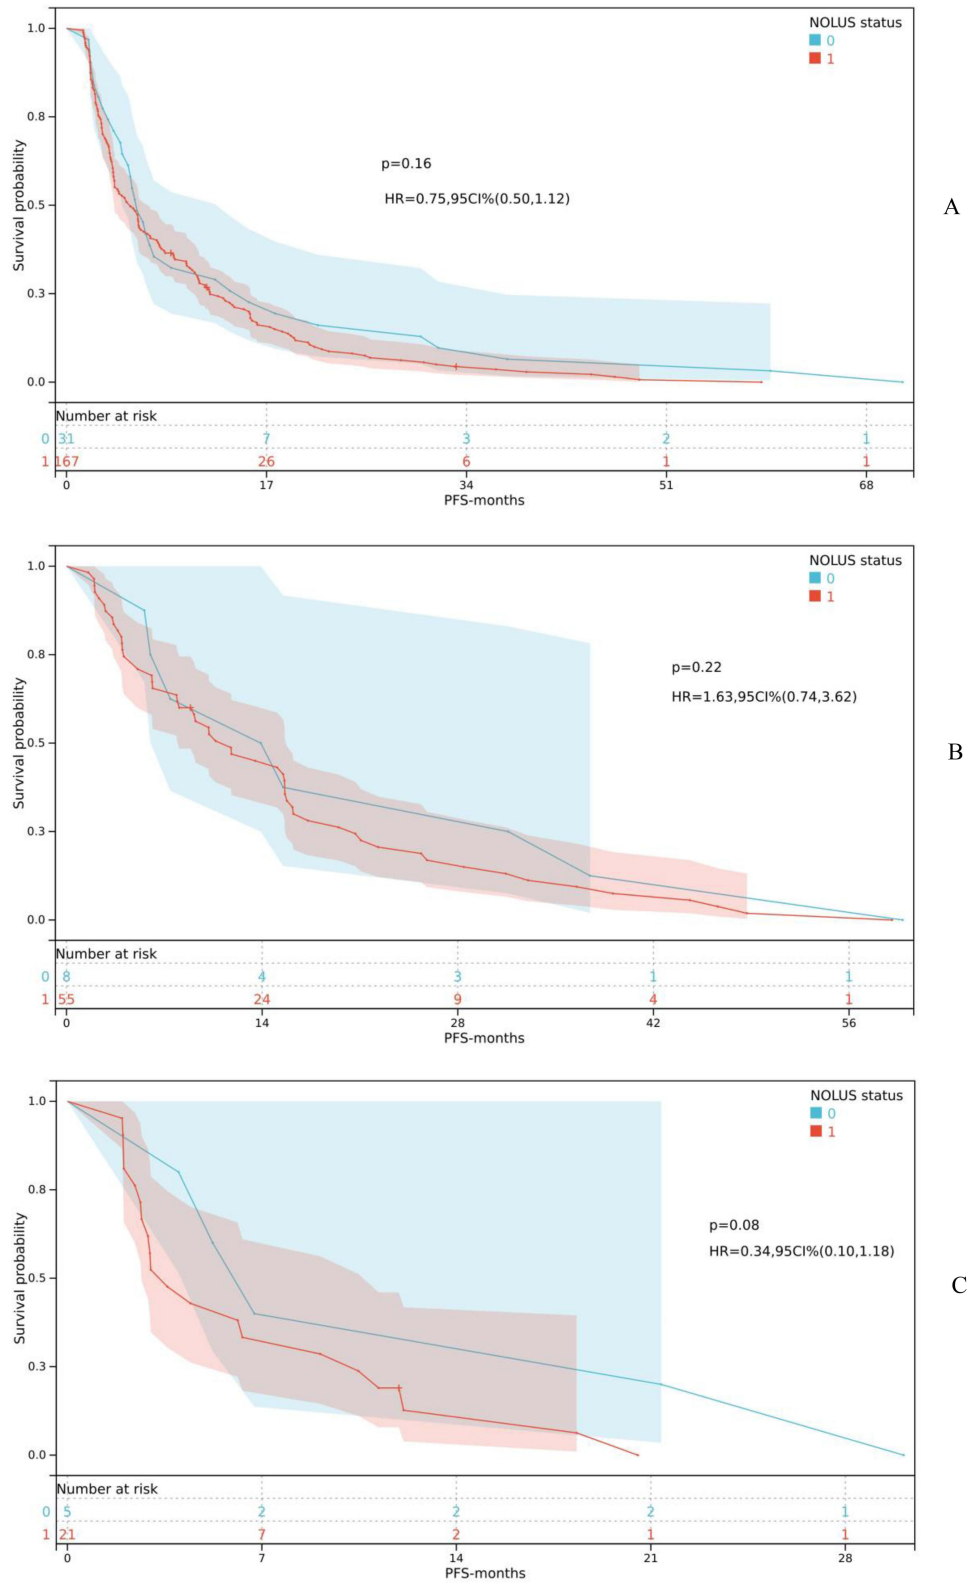 NOLUS status
0
1
1.0
0.8
0.5
0.3
0.0
Survival probability
p=0.16
HR=0.75,95CI%(0.50,1.12)
A
Number at risk
0 31 7 3 2 1
1 167 26 6 1 1
0 17 34 51 68
PFS-months
NOLUS status
0
1
1.0
0.8
0.5
0.3
0.0
Survival probability
p=0.22
HR=1.63,95CI%(0.74,3.62)
B
Number at risk
0 8 4 3 1 1
1 55 24 9 4 1
0 14 28 42 56
PFS-months
NOLUS status
0
1
1.0
0.8
0.5
0.3
0.0
Survival probability
p=0.08
HR=0.34,95CI%(0.10,1.18)
C
Number at risk
0 5 2 2 2 1
1 21 7 2 1 1
0 7 14 21 28
PFS-months